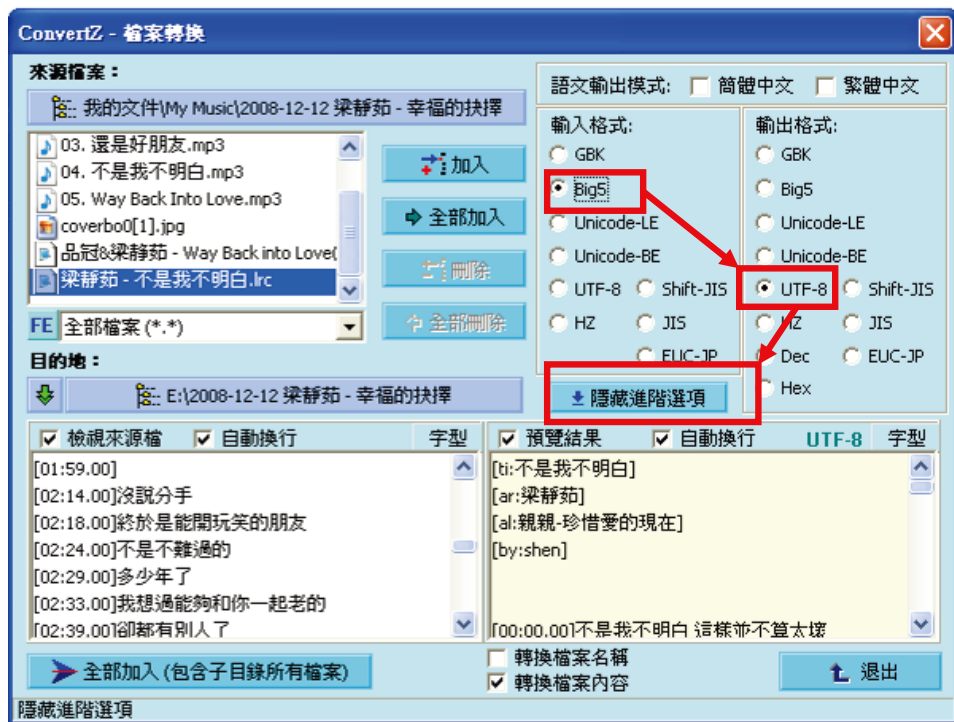 ConvertZ - 檔案轉換
來源檔案：
我的文件\My Music\2008-12-12 梁靜茹 - 幸福的抉擇
03. 還是好朋友.mp3
04. 不是我不明白.mp3
05. Way Back Into Love.mp3
coverbo0[1].jpg
品冠&梁靜茹 - Way Back into Love(
梁靜茹 - 不是我不明白.lrc
FE 全部檔案 (*.*)
加入
全部加入
刪除
全部刪除
目的地：
E:\2008-12-12 梁靜茹 - 幸福的抉擇
語文輸出模式： 簡體中文 繁體中文
輸入格式:
GBK
Big5
Unicode-LE
Unicode-BE
UTF-8 Shift-JIS
HZ JIS
EUC-JP
隱藏進階選項
輸出格式:
GBK
Big5
Unicode-LE
Unicode-BE
UTF-8 Shift-JIS
HZ JIS
Dec EUC-JP
Hex
檢視來源檔 自動換行 字型
[01:59.00]
[02:14.00]沒說分手
[02:18.00]終於是能開玩笑的朋友
[02:24.00]不是不難過的
[02:29.00]多少年了
[02:33.00]我想過能夠和你一起老的
[02:39.00]卻都有別人了
預覽結果 自動換行 UTF-8 字型
[ti:不是我不明白]
[ar:梁靜茹]
[al:親親-珍惜愛的現在]
[by:shen]
[00:00.00]不是我不明白 這樣並不算太壞
全部加入 (包含子目錄所有檔案)
轉換檔案名稱
轉換檔案內容
退出
隱藏進階選項